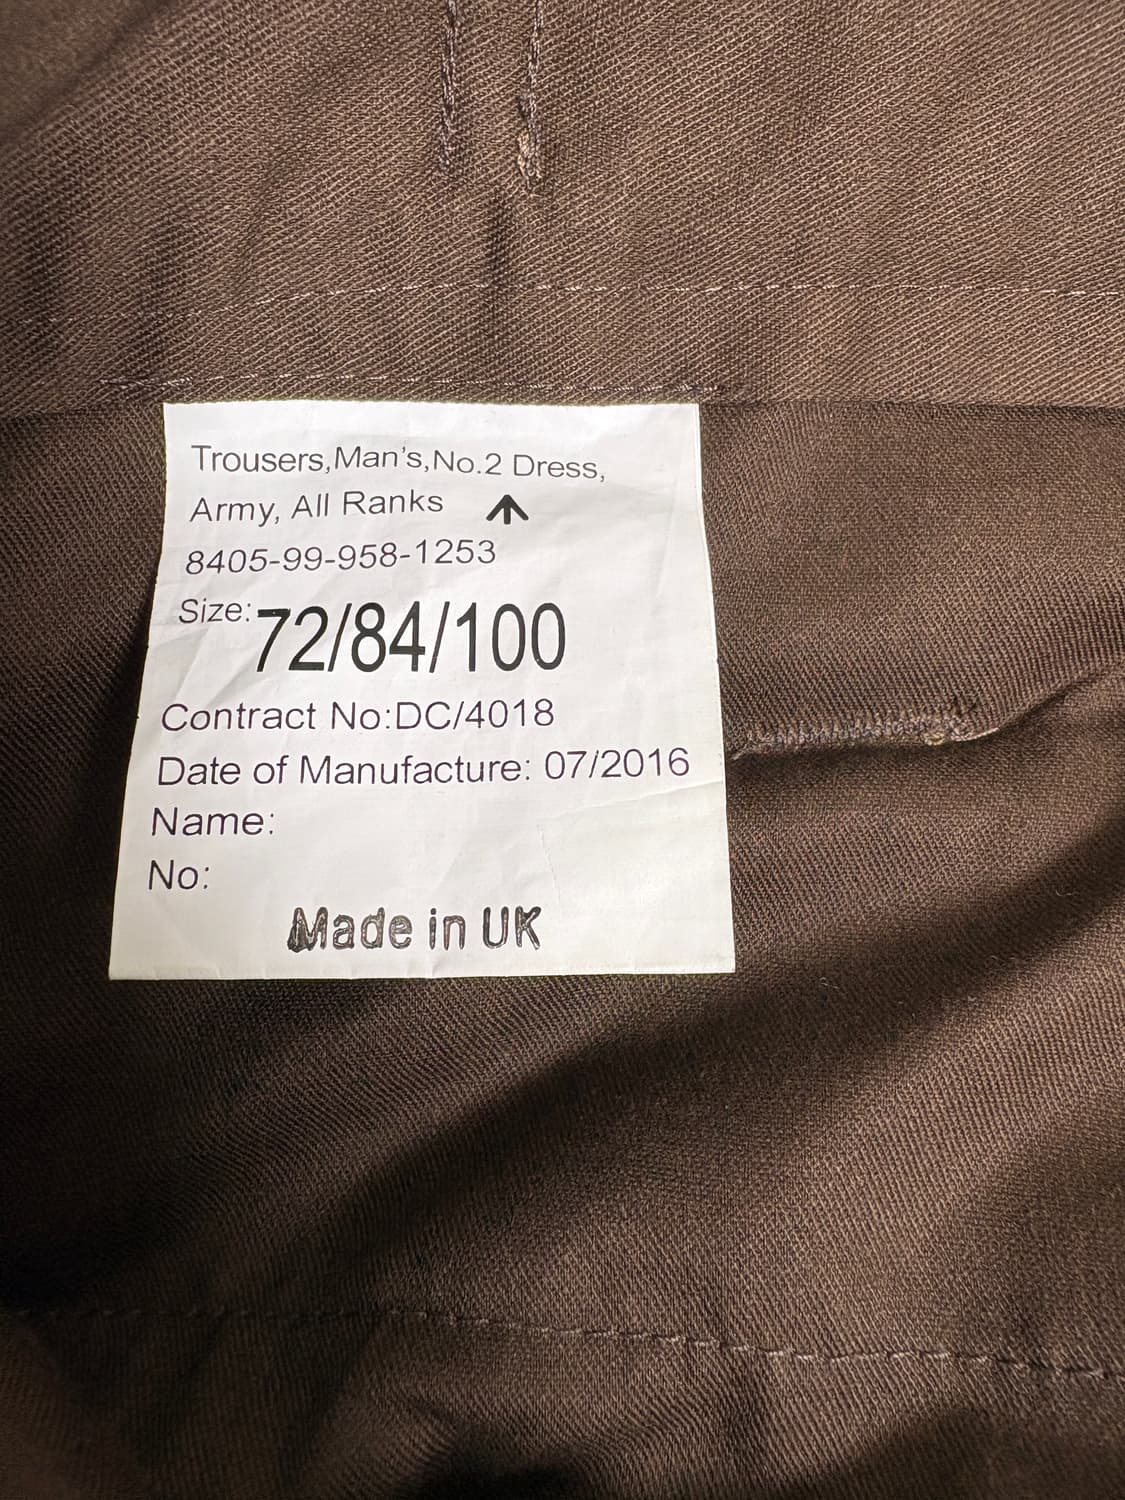 Trousers,Man's,No.2 Dress,
Army, All Ranks
8405-99-958-1253
Size:72/84/100
Contract No:DC/4018
Date of Manufacture: 07/2016
Name:
No:
Made in UK